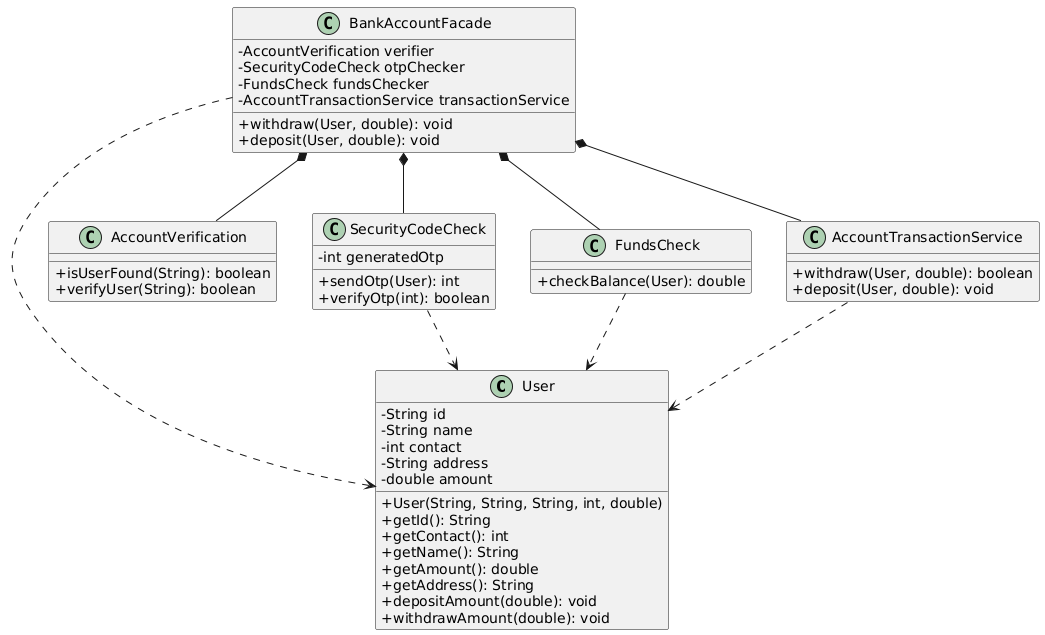 C BankAccountFacade
-AccountVerification verifier
-SecurityCodeCheck otpChecker
-FundsCheck fundsChecker
-AccountTransactionService transactionService
+withdraw(User, double): void
+deposit(User, double): void
C AccountVerification
+isUserFound(String): boolean
+verifyUser(String): boolean
C SecurityCodeCheck
-int generatedOtp
+sendOtp(User): int
+verifyOtp(int): boolean
C FundsCheck
+checkBalance(User): double
C AccountTransactionService
+withdraw(User, double): boolean
+deposit(User, double): void
C User
-String id
-String name
-int contact
-String address
-double amount
+User(String, String, String, int, double)
+getId(): String
+getContact(): int
+getName(): String
+getAmount(): double
+getAddress(): String
+depositAmount(double): void
+withdrawAmount(double): void